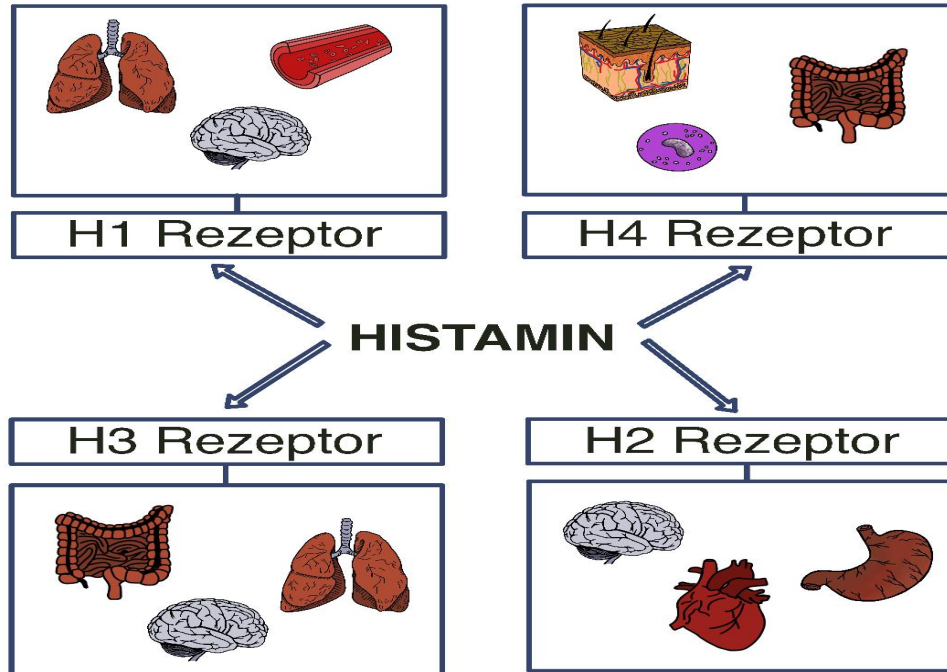 H1 Rezeptor
H4 Rezeptor
HISTAMIN
H3 Rezeptor
H2 Rezeptor